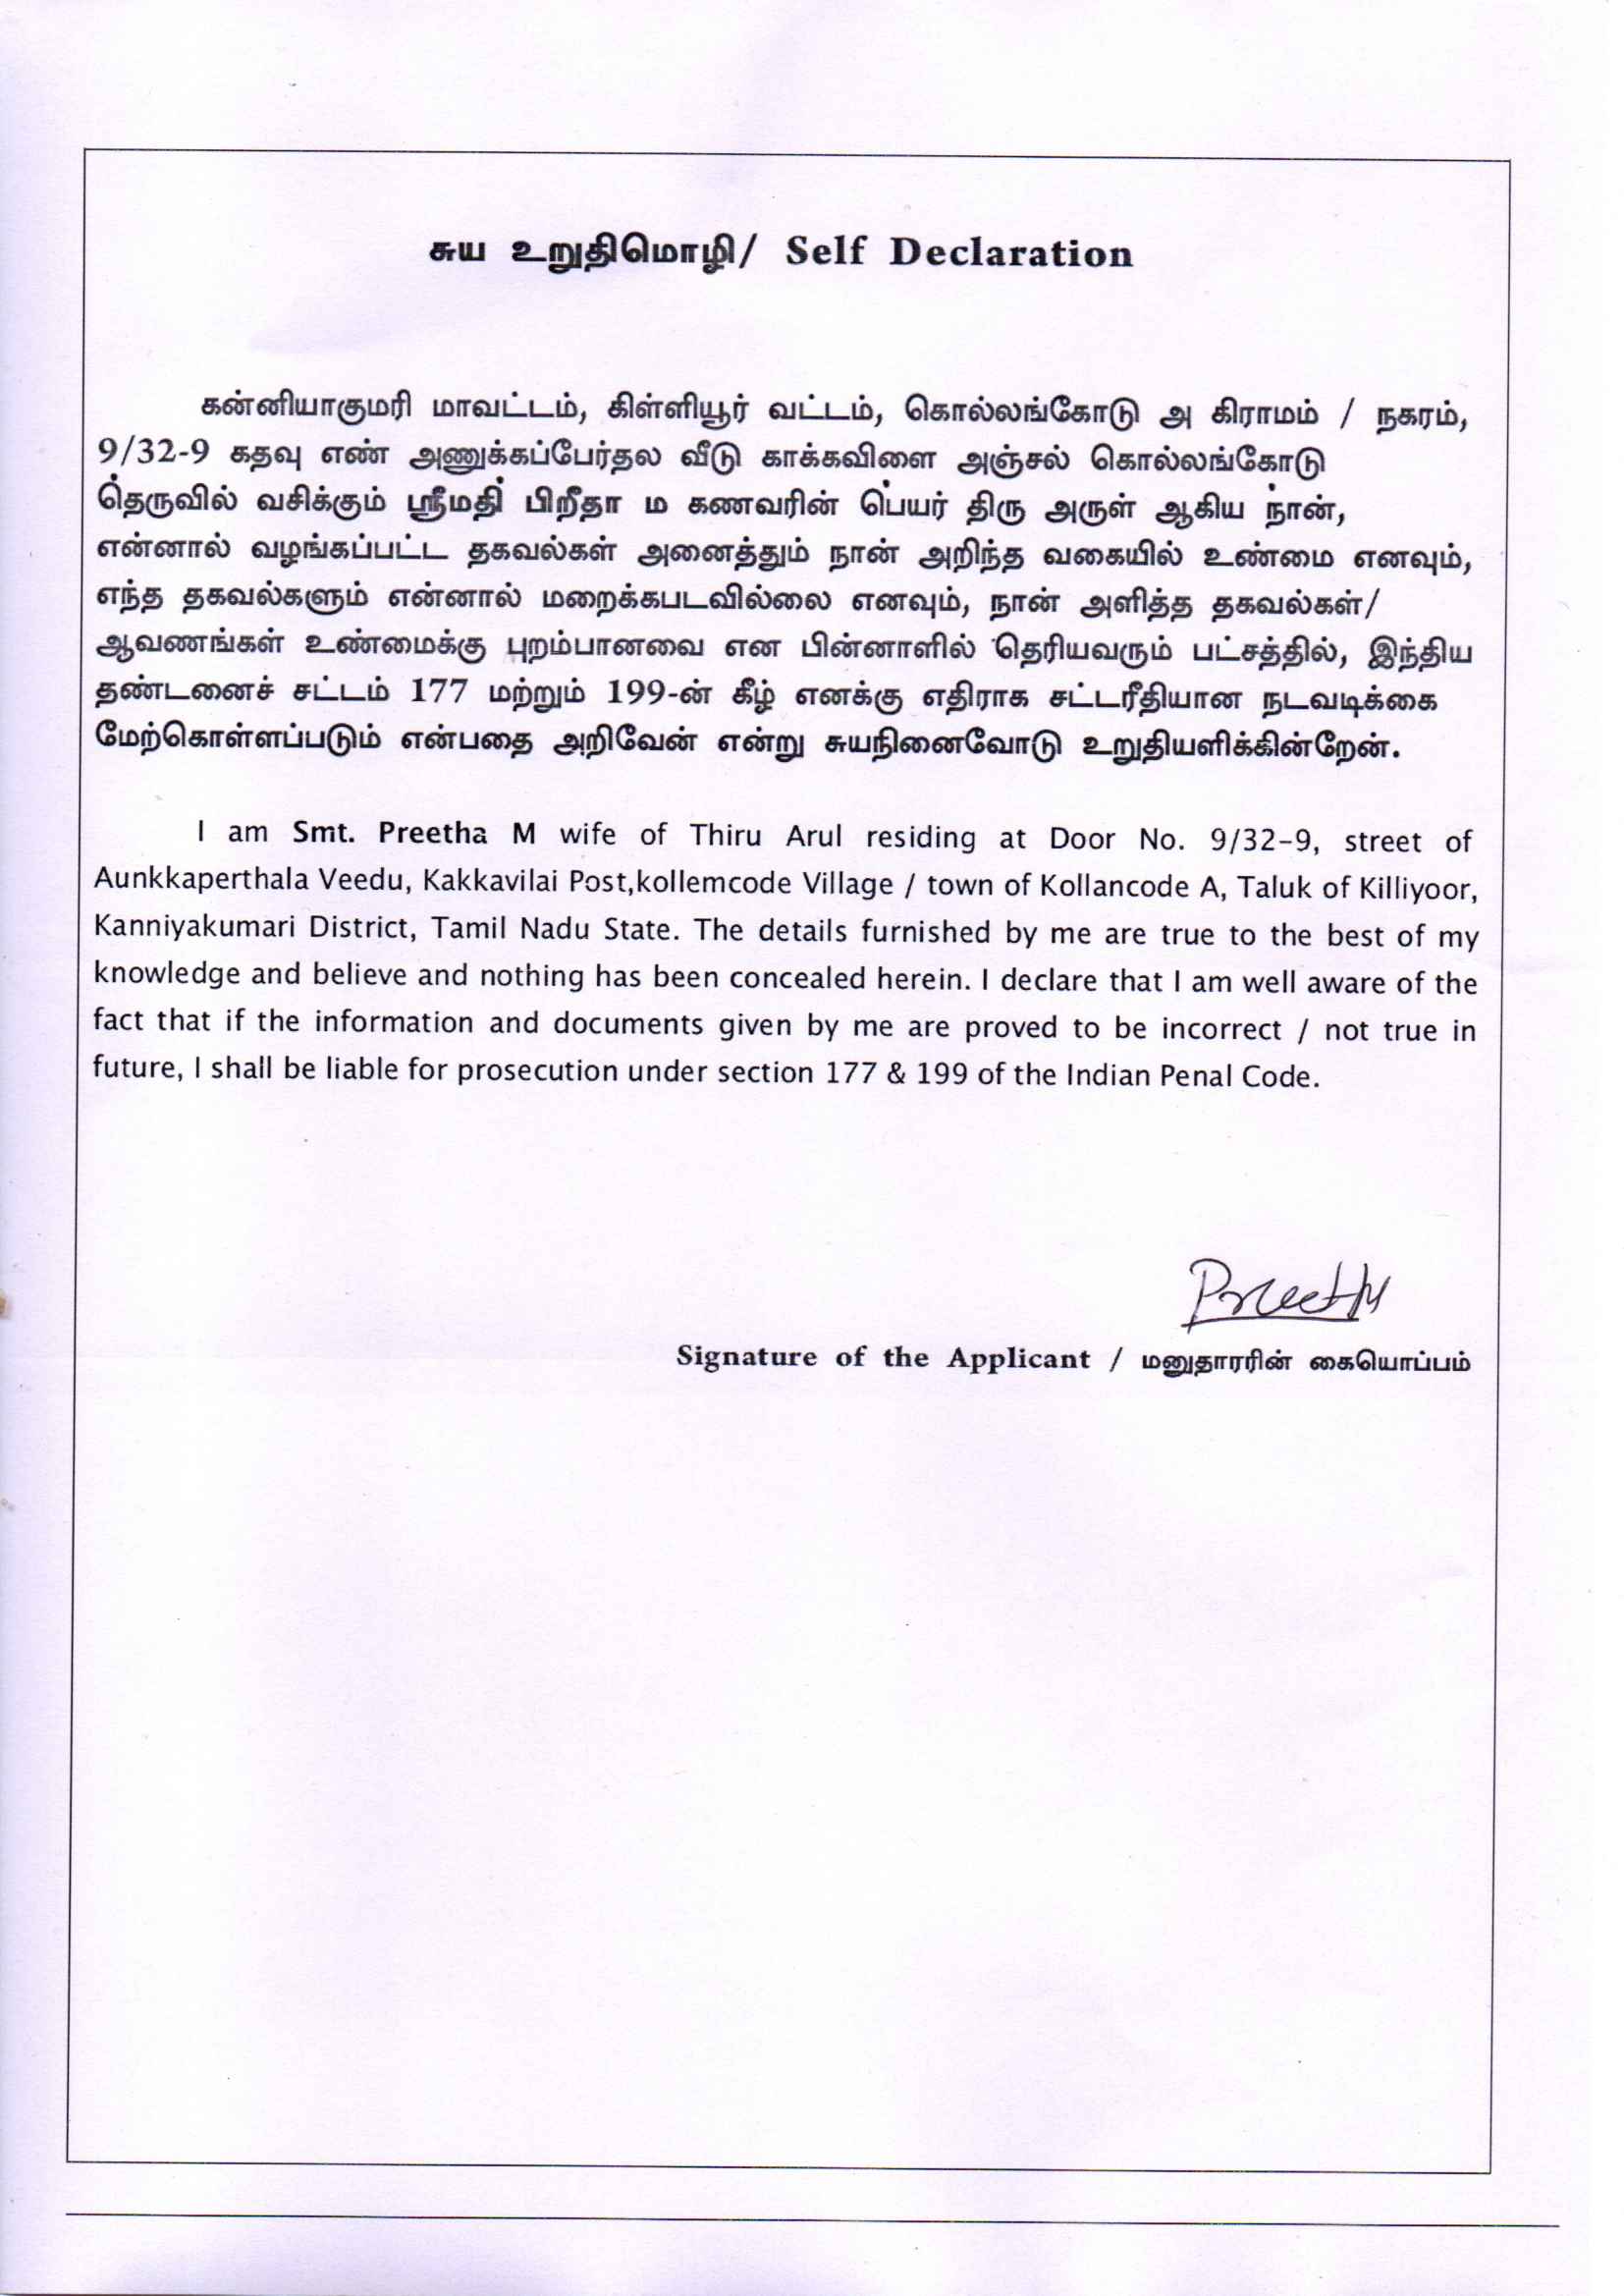 சுய உறுதிமொழி/ Self Declaration
கன்னியாகுமரி மாவட்டம், கிள்ளியூர் வட்டம், கொல்லங்கோடு அ கிராமம் / நகரம்,
9/32-9 கதவு எண் அணுக்கப்பேர்தல வீடு காக்கவிளை அஞ்சல் கொல்லங்கோடு
தெருவில் வசிக்கும் ஸ்ரீமதி பிறீதா ம கணவரின் பெயர் திரு அருள் ஆகிய நான்,
என்னால் வழங்கப்பட்ட தகவல்கள் அனைத்தும் நான் அறிந்த வகையில் உண்மை எனவும்,
எந்த தகவல்களும் என்னால் மறைக்கபடவில்லை எனவும், நான் அளித்த தகவல்கள்/
ஆவணங்கள் உண்மைக்கு புறம்பானவை என பின்னாளில் தெரியவரும் பட்சத்தில், இந்திய
தண்டனைச் சட்டம் 177 மற்றும் 199-ன் கீழ் எனக்கு எதிராக சட்டரீதியான நடவடிக்கை
மேற்கொள்ளப்படும் என்பதை அறிவேன் என்று சுயநினைவோடு உறுதியளிக்கின்றேன்.
I am Smt. Preetha M wife of Thiru Arul residing at Door No. 9/32-9, street of
Aunkkaperthala Veedu, Kakkavilai Post,kollemcode Village / town of Kollancode A, Taluk of Killiyoor,
Kanniyakumari District, Tamil Nadu State. The details furnished by me are true to the best of my
knowledge and believe and nothing has been concealed herein. I declare that I am well aware of the
fact that if the information and documents given by me are proved to be incorrect / not true in
future, I shall be liable for prosecution under section 177 & 199 of the Indian Penal Code.
Signature of the Applicant / மனுதாரரின் கையொப்பம்